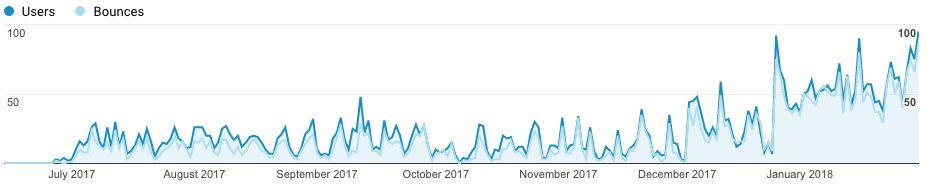 Users Bounces
100 100
50 50
July 2017 August 2017 September 2017 October 2017 November 2017 December 2017 January 2018